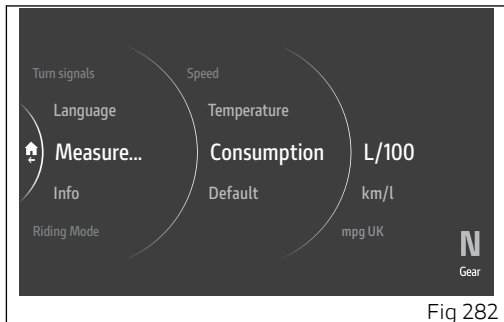 Turn signals Speed
Language Temperature
Measure... Consumption L/100
Info Default km/l
Riding Mode mpg UK
N
Gear
Fig 282